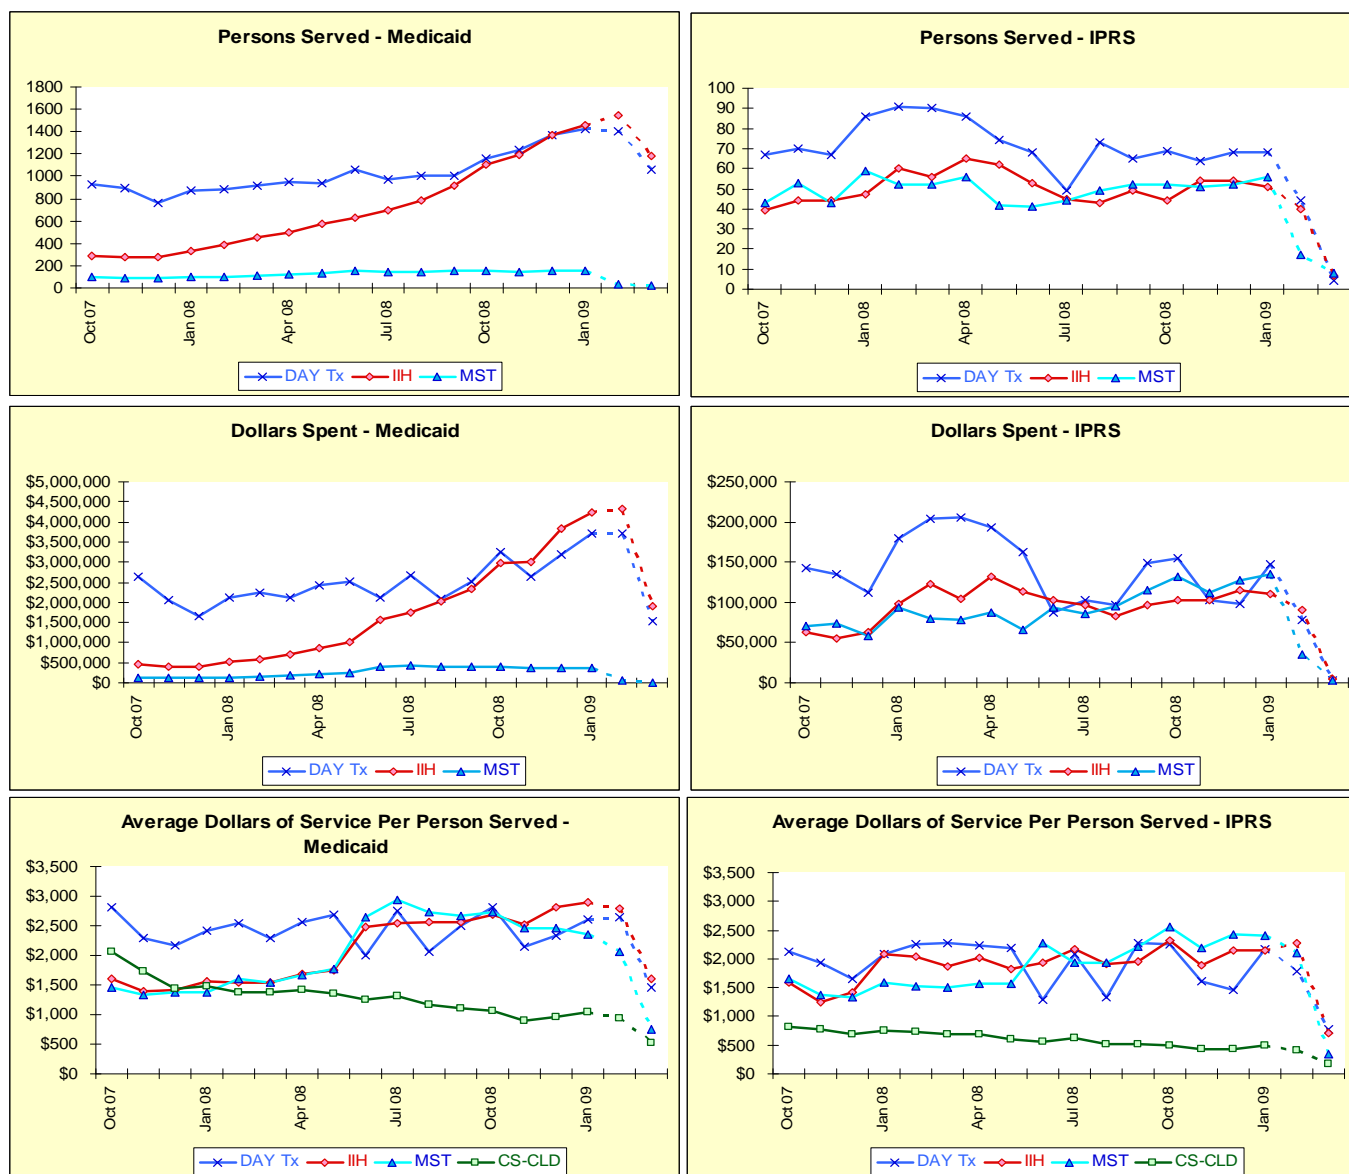 Persons Served - Medicaid
1800
1600
1400
1200
1000
800
600
400
200
0
Oct 07
Jan 08
Apr 08
Jul 08
Oct 08
Jan 09
DAY Tx IIH MST
Persons Served - IPRS
100
90
80
70
60
50
40
30
20
10
0
Oct 07
Jan 08
Apr 08
Jul 08
Oct 08
Jan 09
DAY Tx IIH MST
Dollars Spent - Medicaid
$5,000,000
$4,500,000
$4,000,000
$3,500,000
$3,000,000
$2,500,000
$2,000,000
$1,500,000
$1,000,000
$500,000
$0
Oct 07
Jan 08
Apr 08
Jul 08
Oct 08
Jan 09
DAY Tx IIH MST
Dollars Spent - IPRS
$250,000
$200,000
$150,000
$100,000
$50,000
$0
Oct 07
Jan 08
Apr 08
Jul 08
Oct 08
Jan 09
DAY Tx IIH MST
Average Dollars of Service Per Person Served -
Medicaid
$3,500
$3,000
$2,500
$2,000
$1,500
$1,000
$500
$0
Oct 07
Jan 08
Apr 08
Jul 08
Oct 08
Jan 09
DAY Tx IIH MST CS-CLD
Average Dollars of Service Per Person Served - IPRS
$3,500
$3,000
$2,500
$2,000
$1,500
$1,000
$500
$0
Oct 07
Jan 08
Apr 08
Jul 08
Oct 08
Jan 09
DAY Tx IIH MST CS-CLD